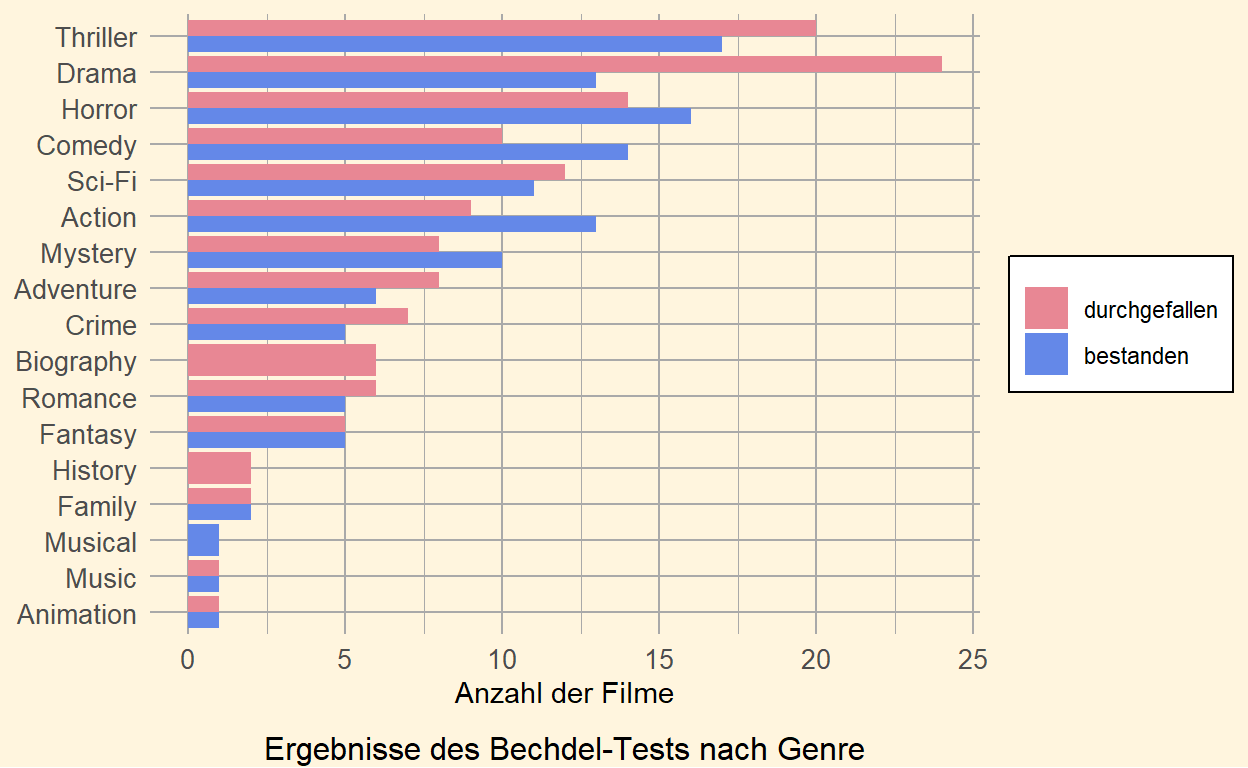 Thriller
Drama
Horror
Comedy
Sci-Fi
Action
Mystery
Adventure
Crime
Biography
Romance
Fantasy
History
Family
Musical
Music
Animation
0 5 10 15 20 25
Anzahl der Filme
Ergebnisse des Bechdel-Tests nach Genre
durchgefallen
bestanden